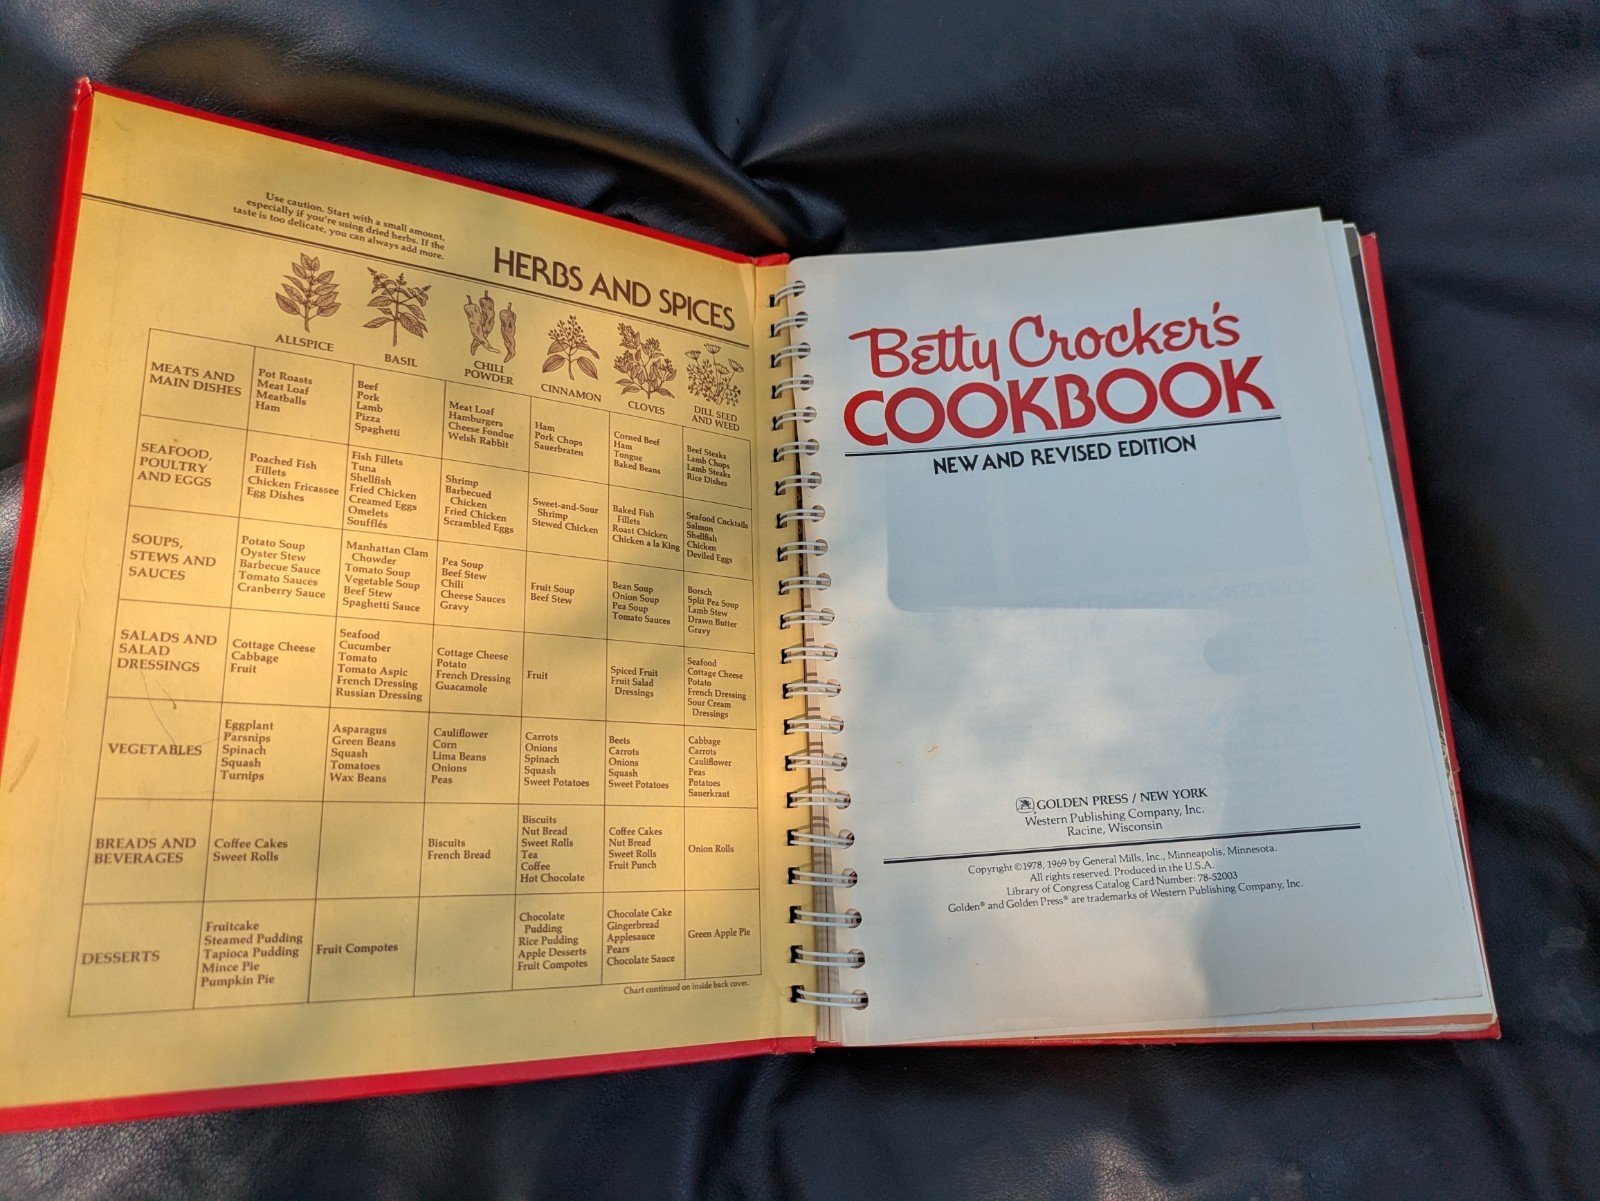 Use caution. Start with a small amount,
especially if you're using dried herbs. If the
taste is too delicate, you can always add more.
HERBS AND SPICES
ALLSPICE
BASIL
CHILI
POWDER
CINNAMON
CLOVES
DILL SEED
AND WEED
MEATS AND
MAIN DISHES
Pot Roasts
Meat Loaf
Meatballs
Ham
Beef
Pork
Lamb
Pizza
Spaghetti
Meat Loaf
Hamburgers
Cheese Fondue
Welsh Rabbit
Ham
Pork Chops
Sauerbraten
Corned Beef
Ham
Tongue
Baked Beans
Beef Steaks
Lamb Chops
Lamb Steaks
Rice Dishes
SEAFOOD,
POULTRY
AND EGGS
Poached Fish
Fillets
Chicken Fricassee
Egg Dishes
Fish Fillets
Tuna
Shellfish
Fried Chicken
Creamed Eggs
Omelets
Soufflés
Shrimp
Barbecued
Chicken
Fried Chicken
Scrambled Eggs
Sweet-and-Sour
Shrimp
Stewed Chicken
Baked Fish
Fillets
Roast Chicken
Chicken a la King
Seafood Cocktails
Salmon
Shellfish
Chicken
Deviled Eggs
SOUPS,
STEWS AND
SAUCES
Potato Soup
Oyster Stew
Barbecue Sauce
Tomato Sauces
Cranberry Sauce
Manhattan Clam
Chowder
Tomato Soup
Vegetable Soup
Beef Stew
Spaghetti Sauce
Pea Soup
Beef Stew
Chili
Cheese Sauces
Gravy
Fruit Soup
Beef Stew
Bean Soup
Onion Soup
Pea Soup
Tomato Sauces
Borsch
Split Pea Soup
Lamb Stew
Drawn Butter
Gravy
SALADS AND
SALAD
DRESSINGS
Cottage Cheese
Cabbage
Fruit
Seafood
Cucumber
Tomato
Tomato Aspic
French Dressing
Russian Dressing
Cottage Cheese
Potato
French Dressing
Guacamole
Fruit
Spiced Fruit
Fruit Salad
Dressings
Seafood
Cottage Cheese
Potato
French Dressing
Sour Cream
Dressings
VEGETABLES
Eggplant
Parsnips
Spinach
Squash
Turnips
Asparagus
Green Beans
Squash
Tomatoes
Wax Beans
Cauliflower
Corn
Lima Beans
Onions
Peas
Carrots
Onions
Spinach
Squash
Sweet Potatoes
Beets
Carrots
Onions
Squash
Sweet Potatoes
Cabbage
Carrots
Cauliflower
Peas
Potatoes
Sauerkraut
BREADS AND
BEVERAGES
Coffee Cakes
Sweet Rolls
Biscuits
French Bread
Biscuits
Nut Bread
Sweet Rolls
Tea
Coffee
Hot Chocolate
Coffee Cakes
Nut Bread
Sweet Rolls
Fruit Punch
Onion Rolls
DESSERTS
Fruitcake
Steamed Pudding
Tapioca Pudding
Mince Pie
Pumpkin Pie
Fruit Compotes
Chocolate
Pudding
Rice Pudding
Apple Desserts
Fruit Compotes
Chocolate Cake
Gingerbread
Applesauce
Pears
Chocolate Sauce
Green Apple Pie
Chart continued on inside back cover.
Betty Crocker's
COOKBOOK
NEW AND REVISED EDITION
GOLDEN PRESS / NEW YORK
Western Publishing Company, Inc.
Racine, Wisconsin
Copyright ©1978, 1969 by General Mills, Inc., Minneapolis, Minnesota.
All rights reserved. Produced in the U.S.A.
Library of Congress Catalog Card Number: 78-52003
Golden® and Golden Press® are trademarks of Western Publishing Company, Inc.